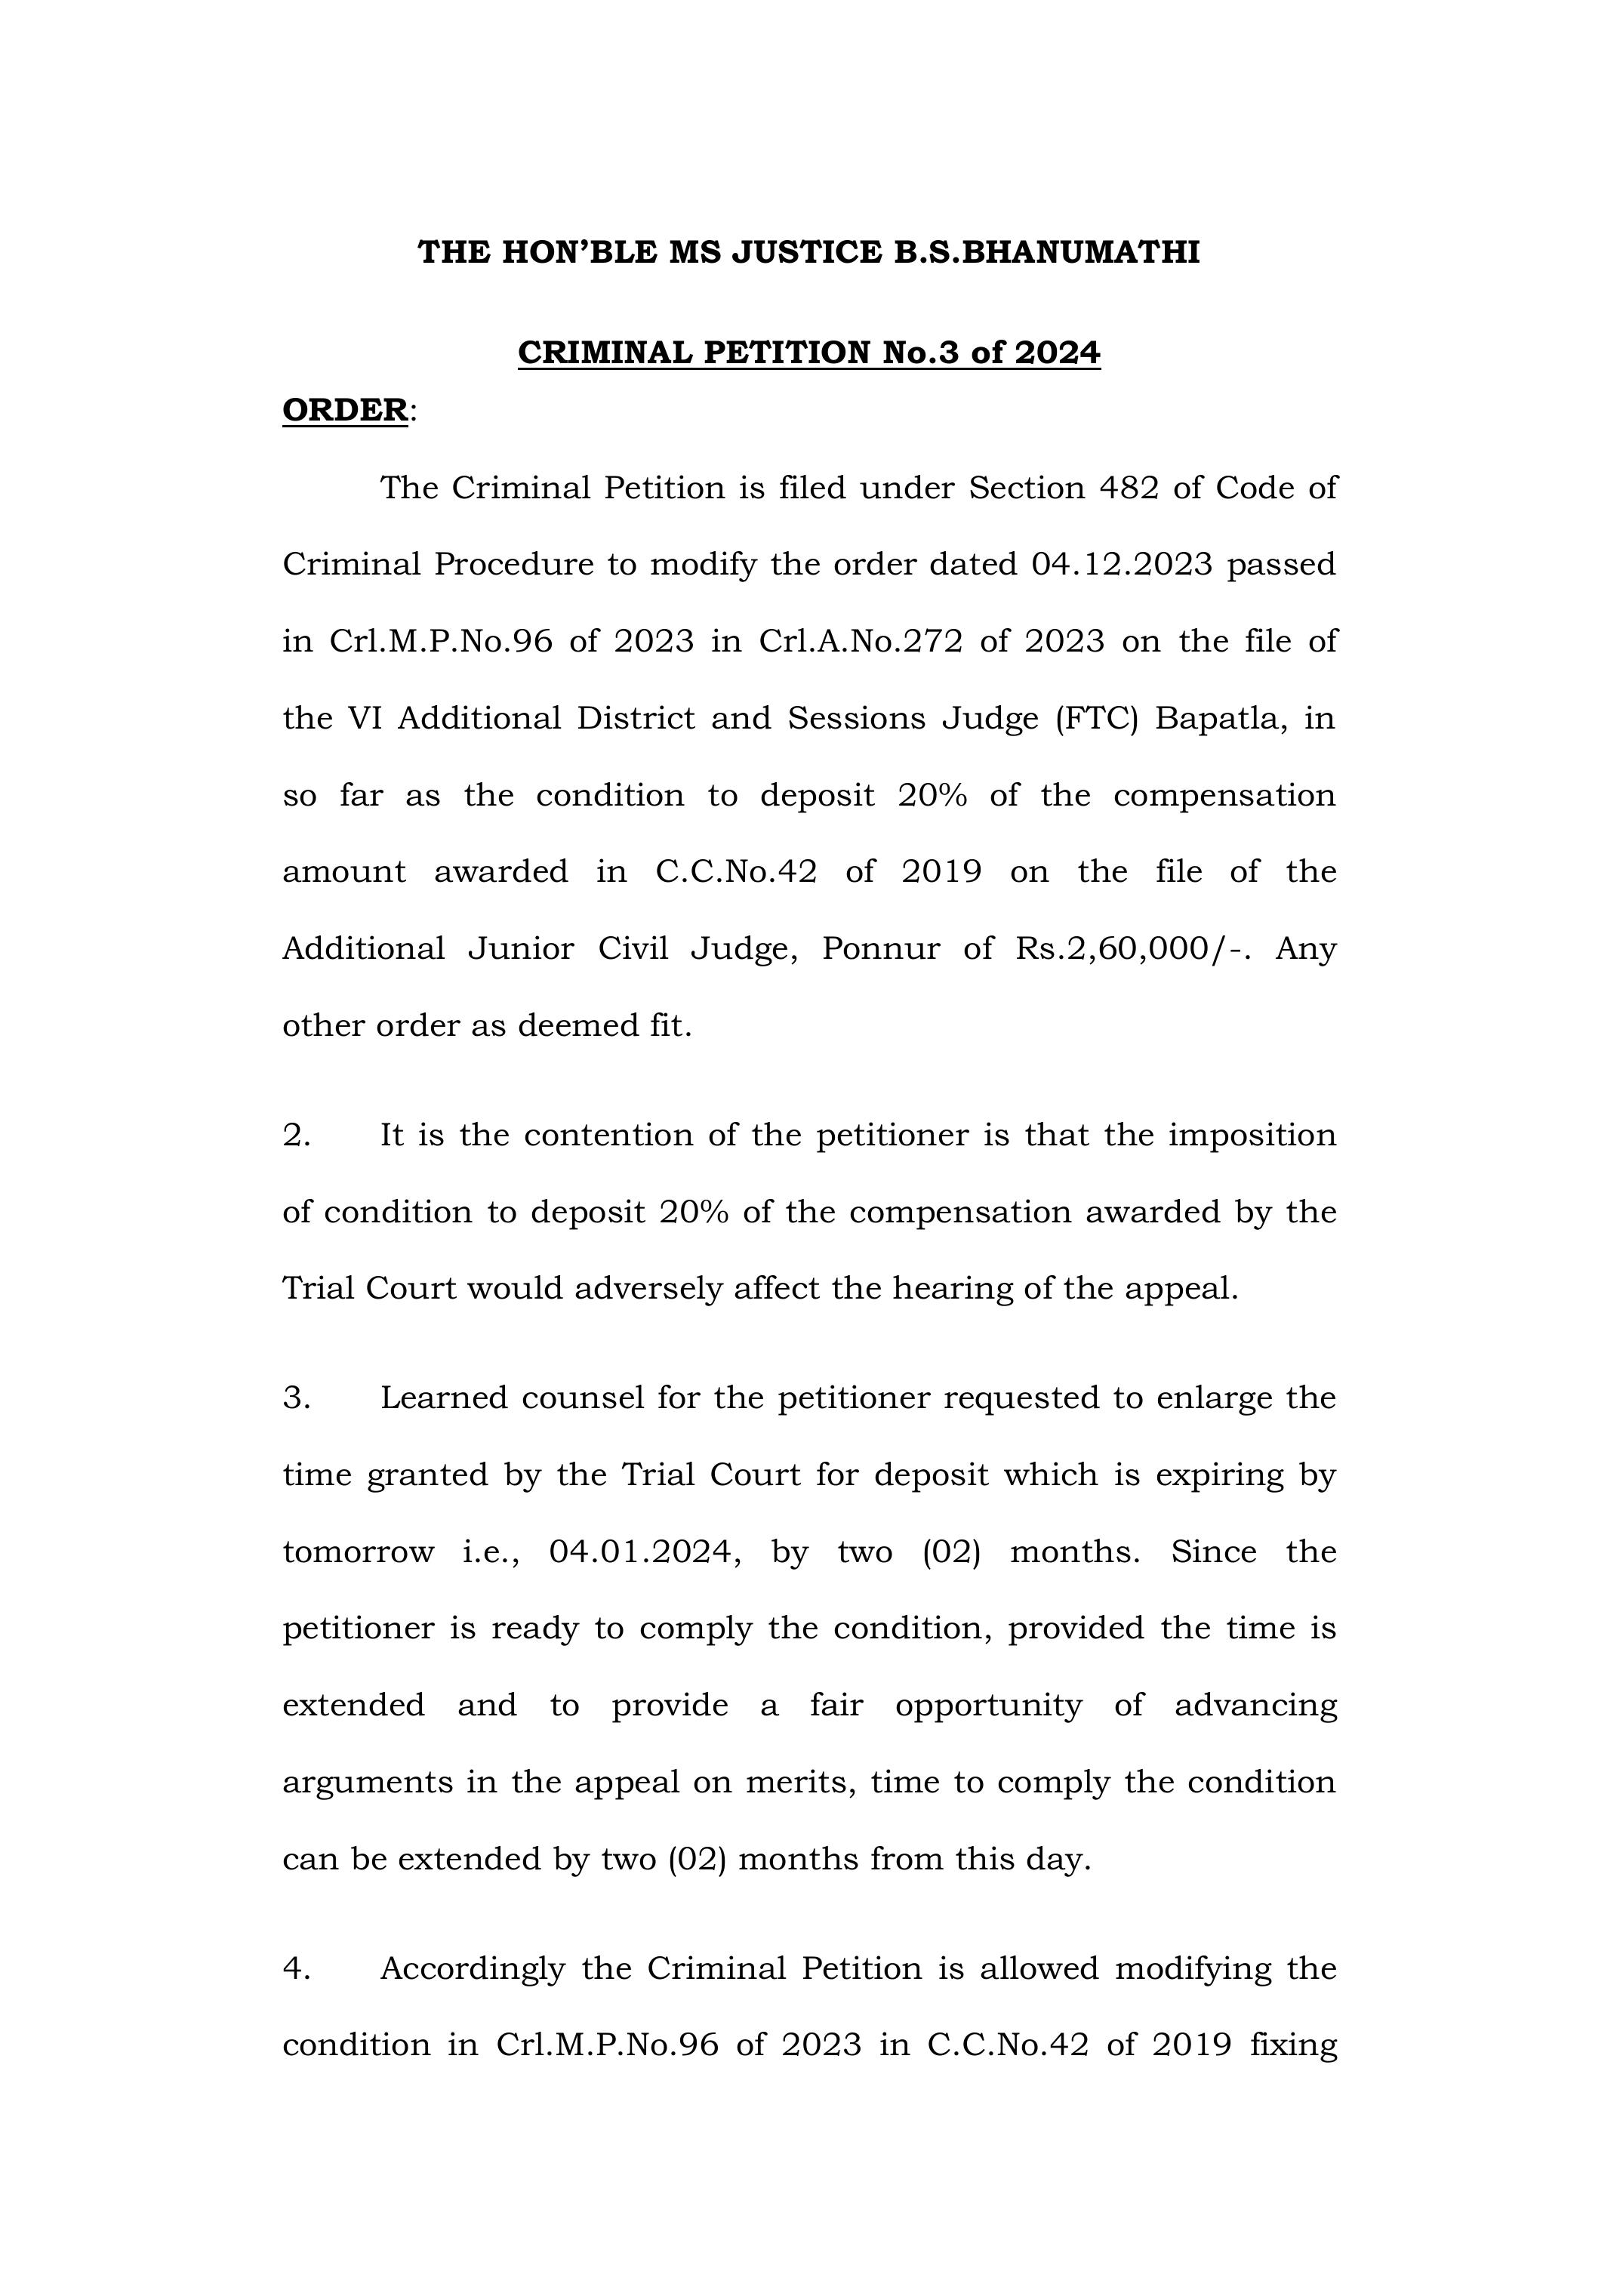 THE HON’BLE MS JUSTICE B.S.BHANUMATHI
CRIMINAL PETITION No.3 of 2024
ORDER:
The Criminal Petition is filed under Section 482 of Code of
Criminal Procedure to modify the order dated 04.12.2023 passed
in Crl.M.P.No.96 of 2023 in Crl.A.No.272 of 2023 on the file of
the VI Additional District and Sessions Judge (FTC) Bapatla, in
so far as the condition to deposit 20% of the compensation
amount awarded in C.C.No.42 of 2019 on the file of the
Additional Junior Civil Judge, Ponnur of Rs.2,60,000/-. Any
other order as deemed fit.
2. It is the contention of the petitioner is that the imposition
of condition to deposit 20% of the compensation awarded by the
Trial Court would adversely affect the hearing of the appeal.
3. Learned counsel for the petitioner requested to enlarge the
time granted by the Trial Court for deposit which is expiring by
tomorrow i.e., 04.01.2024, by two (02) months. Since the
petitioner is ready to comply the condition, provided the time is
extended and to provide a fair opportunity of advancing
arguments in the appeal on merits, time to comply the condition
can be extended by two (02) months from this day.
4. Accordingly the Criminal Petition is allowed modifying the
condition in Crl.M.P.No.96 of 2023 in C.C.No.42 of 2019 fixing